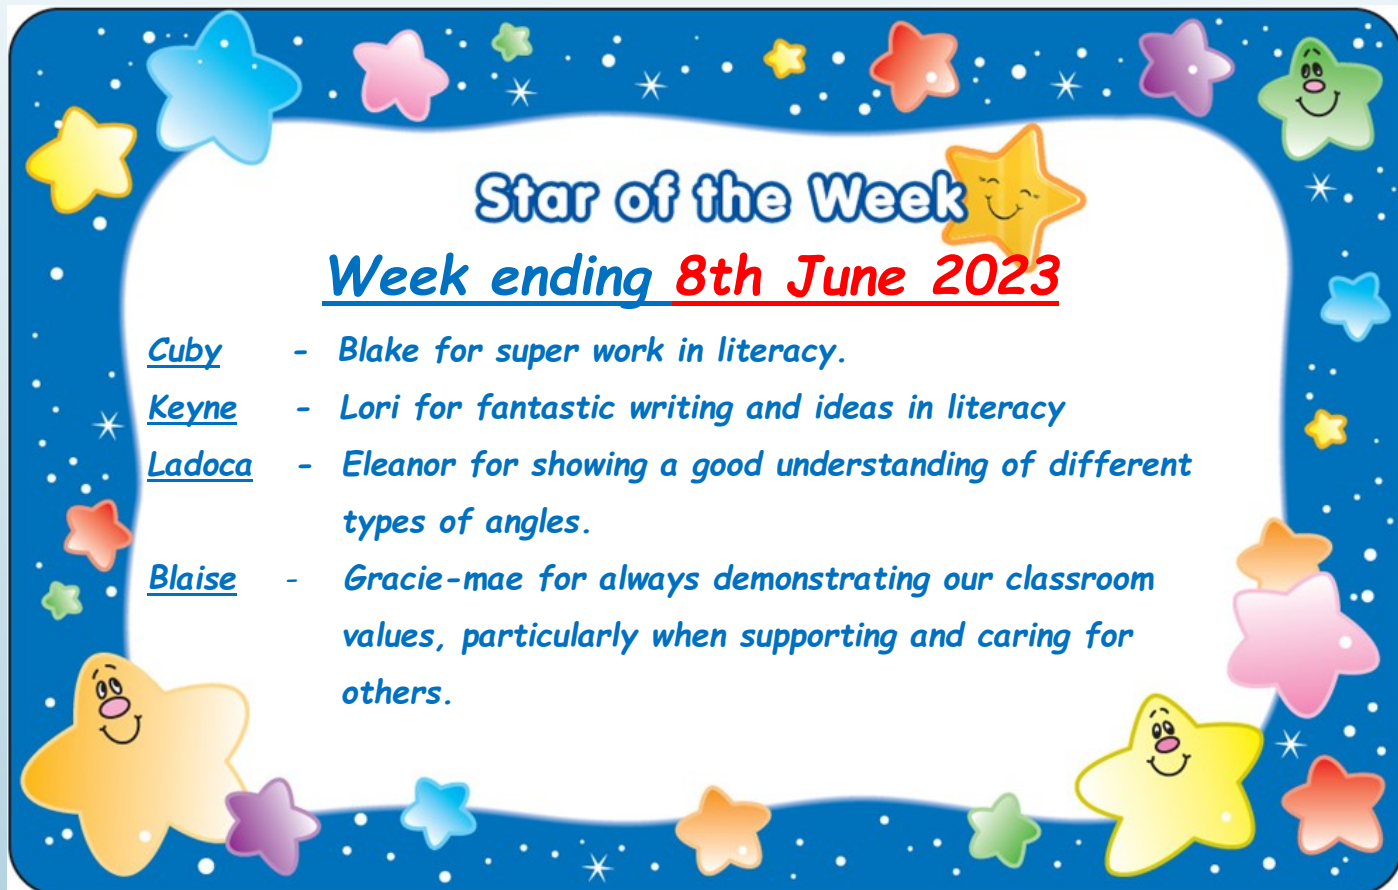 Star of the Week
Week ending 8th June 2023
Cuby - Blake for super work in literacy.
Keyne - Lori for fantastic writing and ideas in literacy
Ladoca - Eleanor for showing a good understanding of different
types of angles.
Blaise - Gracie-mae for always demonstrating our classroom
values, particularly when supporting and caring for
others.